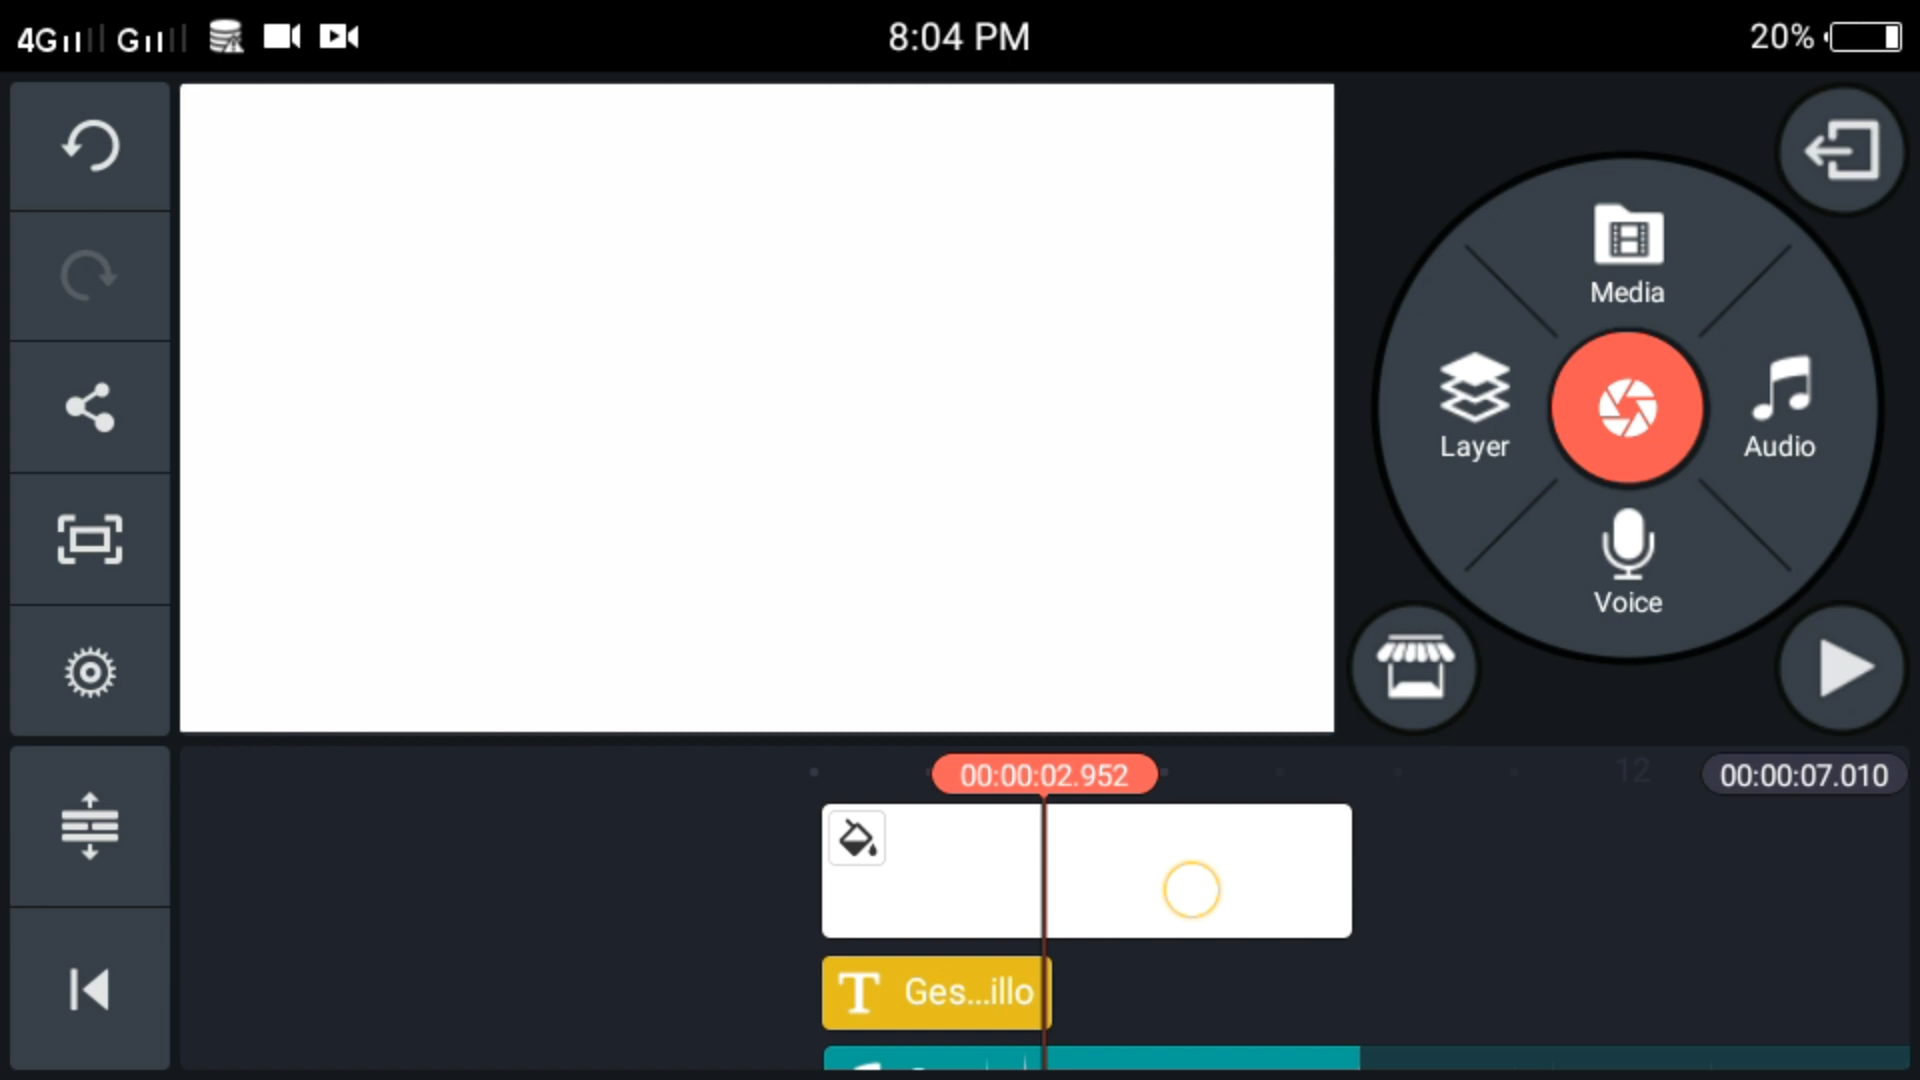 4G G 8:04 PM 20%
Media
Layer Audio
Voice
00:00:02.952 12 00:00:07.010
T Ges...illo